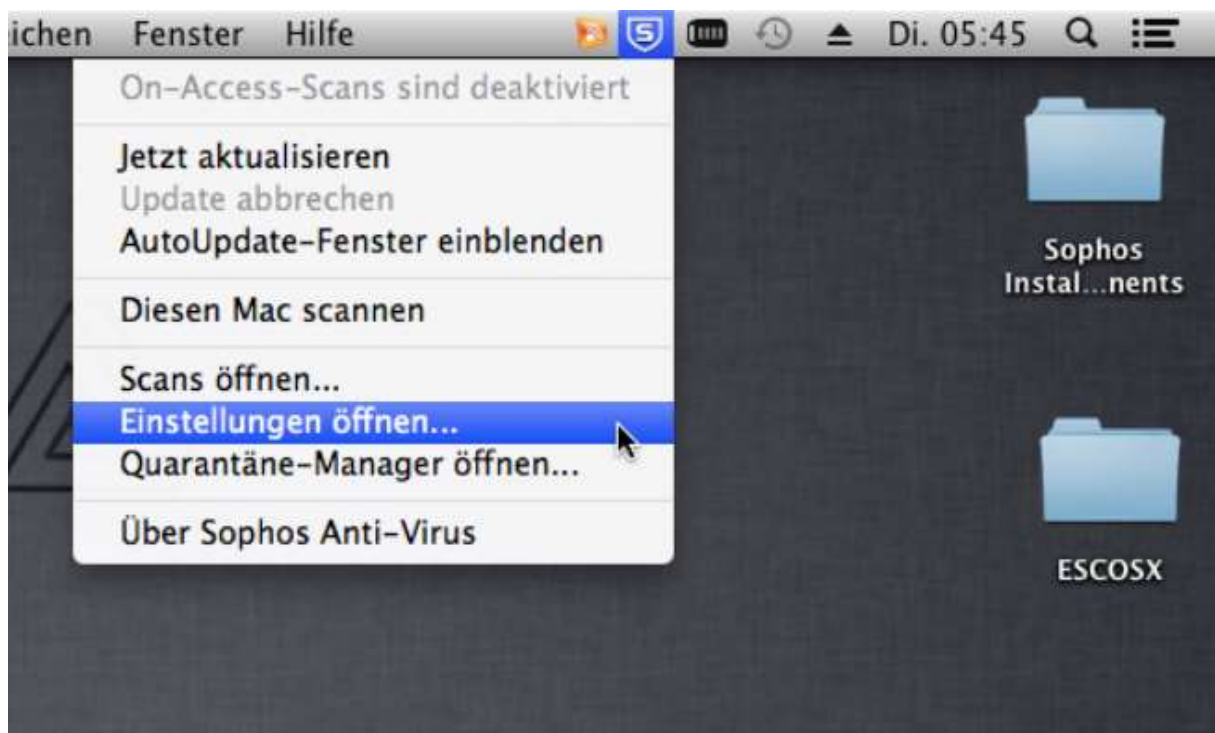 ichen Fenster Hilfe Di. 05:45
On-Access-Scans sind deaktiviert
Jetzt aktualisieren
Update abbrechen
AutoUpdate-Fenster einblenden
Diesen Mac scannen
Scans öffnen...
Einstellungen öffnen...
Quarantäne-Manager öffnen...
Über Sophos Anti-Virus
Sophos
Instal...nents
ESCOSX